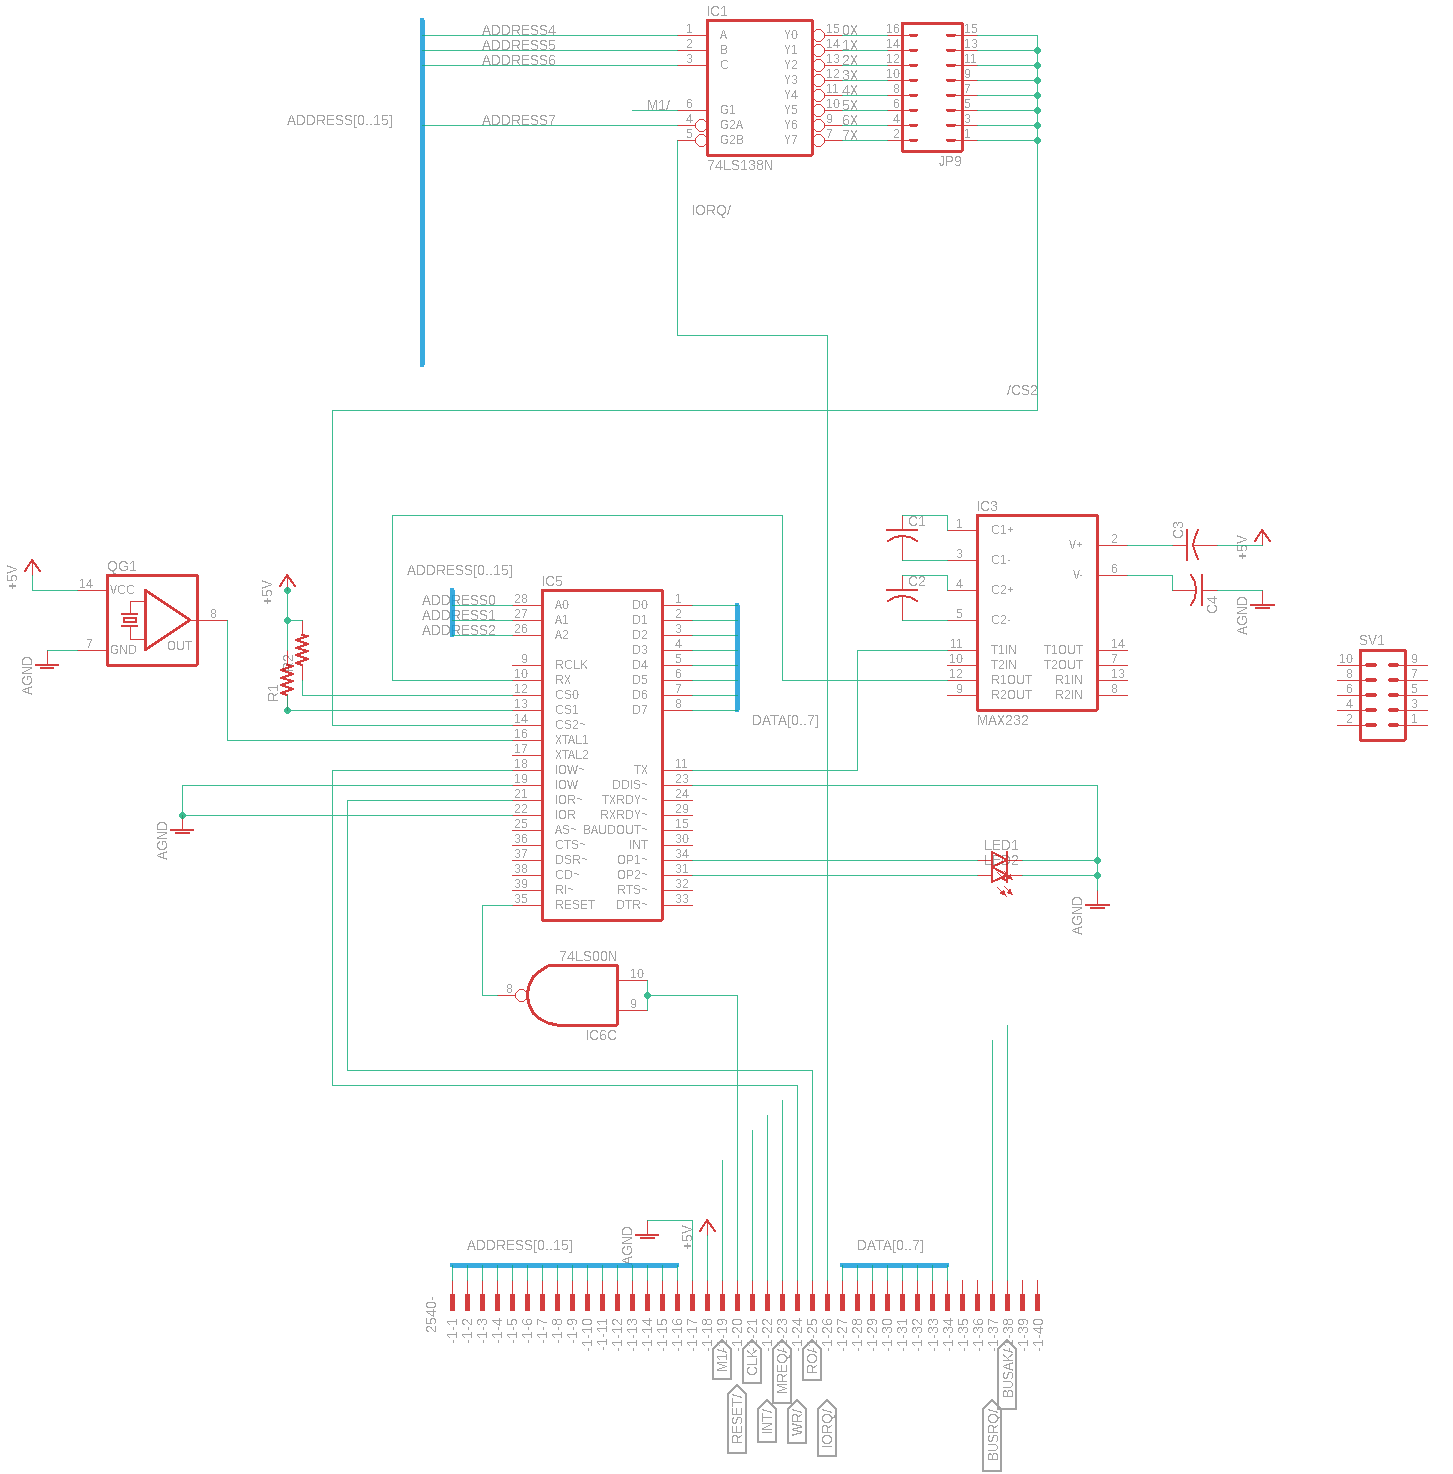 IC1
ADDRESS4 1 A Y0 15 0X 16 15
ADDRESS5 2 B Y1 14 1X 14 13
ADDRESS6 3 C Y2 13 2X 12 11
Y3 12 3X 10 9
Y4 11 4X 8 7
M1/ 6 G1 Y5 10 5X 6 5
ADDRESS[0..15] ADDRESS7 4 G2A Y6 9 6X 4 3
5 G2B Y7 7 7X 2 1
74LS138N JP9
IORQ/
/CS2
IC3
C1 1 C1+ C3
V+ 2 +5V
3 C1-
C2 4 C2+ V- 6 C4 AGND
5 C2-
11 T1IN T1OUT 14
10 T2IN T2OUT 7
12 R1OUT R1IN 13
9 R2OUT R2IN 8
MAX232
SV1
10 9
8 7
6 5
4 3
2 1
QG1
+5V 14 VCC
8
AGND 7 GND OUT
+5V
R1
ADDRESS[0..15] IC5
ADDRESS0 28 A0 D0 1
ADDRESS1 27 A1 D1 2
ADDRESS2 26 A2 D2 3
D3 4
9 RCLK D4 5
10 RX D5 6
12 CS0 D6 7
13 CS1 D7 8
DATA[0..7]
14 CS2~
16 XTAL1
17 XTAL2
18 IOW~ TX 11
19 IOW DDIS~ 23
21 IOR~ TXRDY~ 24
22 IOR RXRDY~ 29
AGND 25 AS~ BAUDOUT~ 15
36 CTS~ INT 30
37 DSR~ OP1~ 34
38 CD~ OP2~ 31
39 RI~ RTS~ 32
35 RESET DTR~ 33
LED1
LED2
AGND
74LS00N
8 10
9
IC6C
AGND +5V
ADDRESS[0..15] DATA[0..7]
2540-
-1-1 -1-2 -1-3 -1-4 -1-5 -1-6 -1-7 -1-8 -1-9 -1-10 -1-11 -1-12 -1-13 -1-14 -1-15 -1-16 -1-17 -1-18 -1-19 -1-20 -1-21 -1-22 -1-23 -1-24 -1-25 -1-26 -1-27 -1-28 -1-29 -1-30 -1-31 -1-32 -1-33 -1-34 -1-35 -1-36 -1-37 -1-38 -1-39 -1-40
M1/ CLK MREQ/ BUSAK/
RESET/ INT/ WR/ IORQ/ BUSRQ/